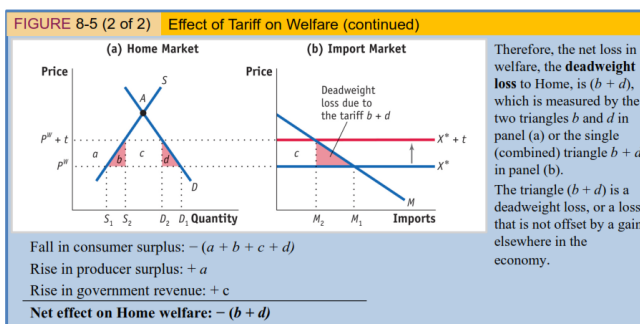 FIGURE 8-5 (2 of 2) Effect of Tariff on Welfare (continued)
(a) Home Market
Price
S
A
Pᵂ + t
Pᵂ
a
b
c
d
D
S₁ S₂ D₂ D₁ Quantity
(b) Import Market
Price
Deadweight
loss due to
the tariff b + d
X* + t
c
X*
M
M₂ M₁ Imports
Therefore, the net loss in
welfare, the deadweight
loss to Home, is (b + d),
which is measured by the
two triangles b and d in
panel (a) or the single
(combined) triangle b + d
in panel (b).
The triangle (b + d) is a
deadweight loss, or a loss
that is not offset by a gain
elsewhere in the
economy.
Fall in consumer surplus: − (a + b + c + d)
Rise in producer surplus: + a
Rise in government revenue: + c
Net effect on Home welfare: − (b + d)